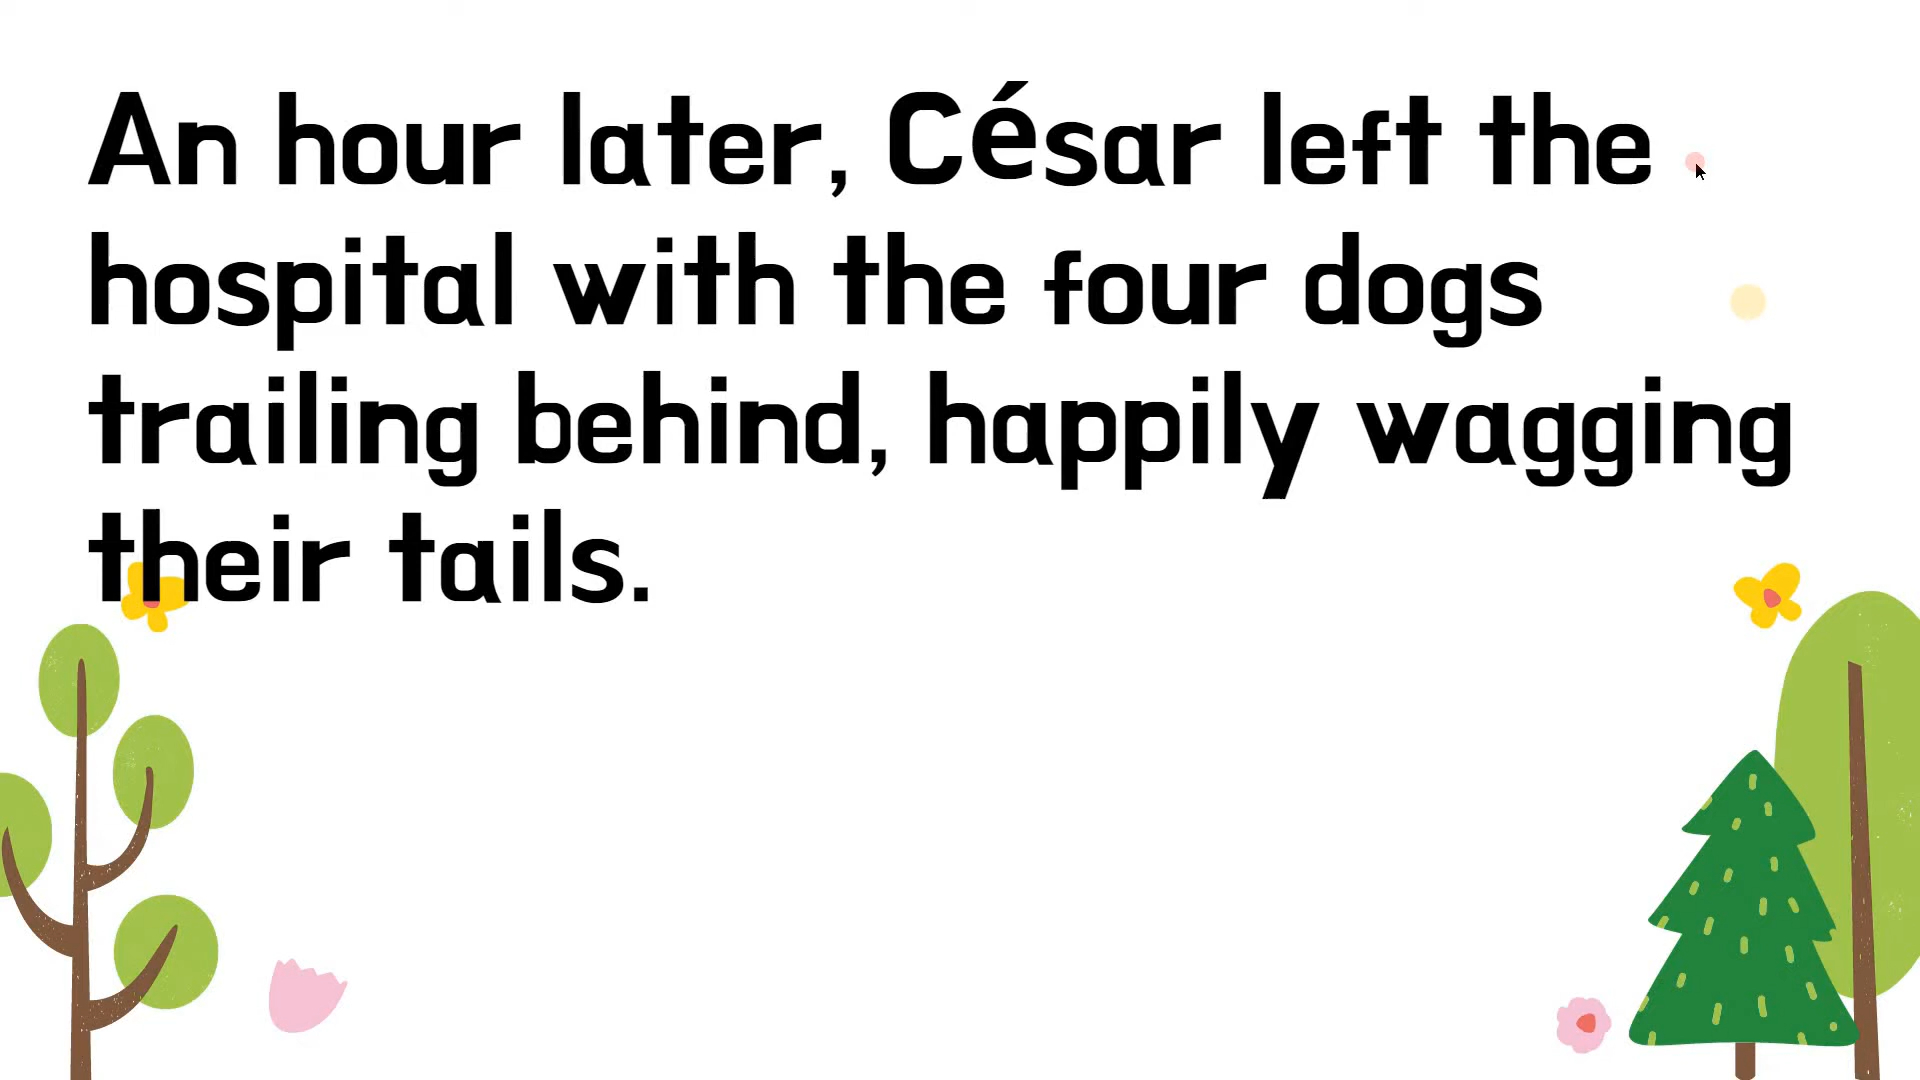 An hour later, César left the
hospital with the four dogs
trailing behind, happily wagging
their tails.